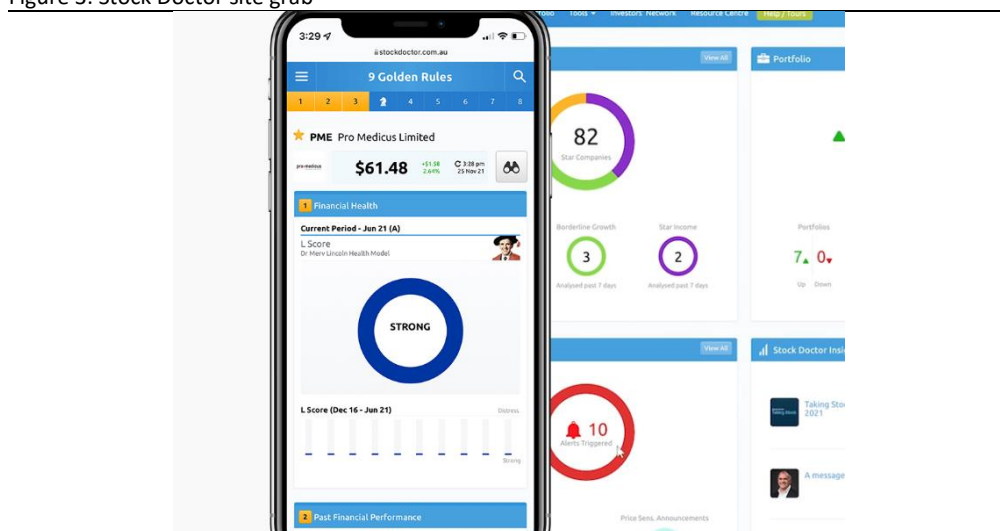 Figure 3: Stock Doctor site grab
3:29
stockdoctor.com.au
9 Golden Rules
1 2 3 4 5 6 7 8
PME Pro Medicus Limited
pro medicus
$61.48
+$1.58
2.64%
3:28 pm
25 Nov 21
1 Financial Health
Current Period - Jun 21 (A)
L Score
Dr Merv Lincoln Health Model
STRONG
L Score (Dec 16 - Jun 21)
Distress
Strong
2 Past Financial Performance
Tools
Investors Network
Resource Centre
Help / Tours
View All
82
Star Companies
Borderline Growth
3
Analysed past 7 days
Star Income
2
Analysed past 7 days
Portfolio
Portfolios
7 0
Up Down
View All
10
Alerts Triggered
Price Sens. Announcements
Stock Doctor Insi
Taking Sto
2021
A message